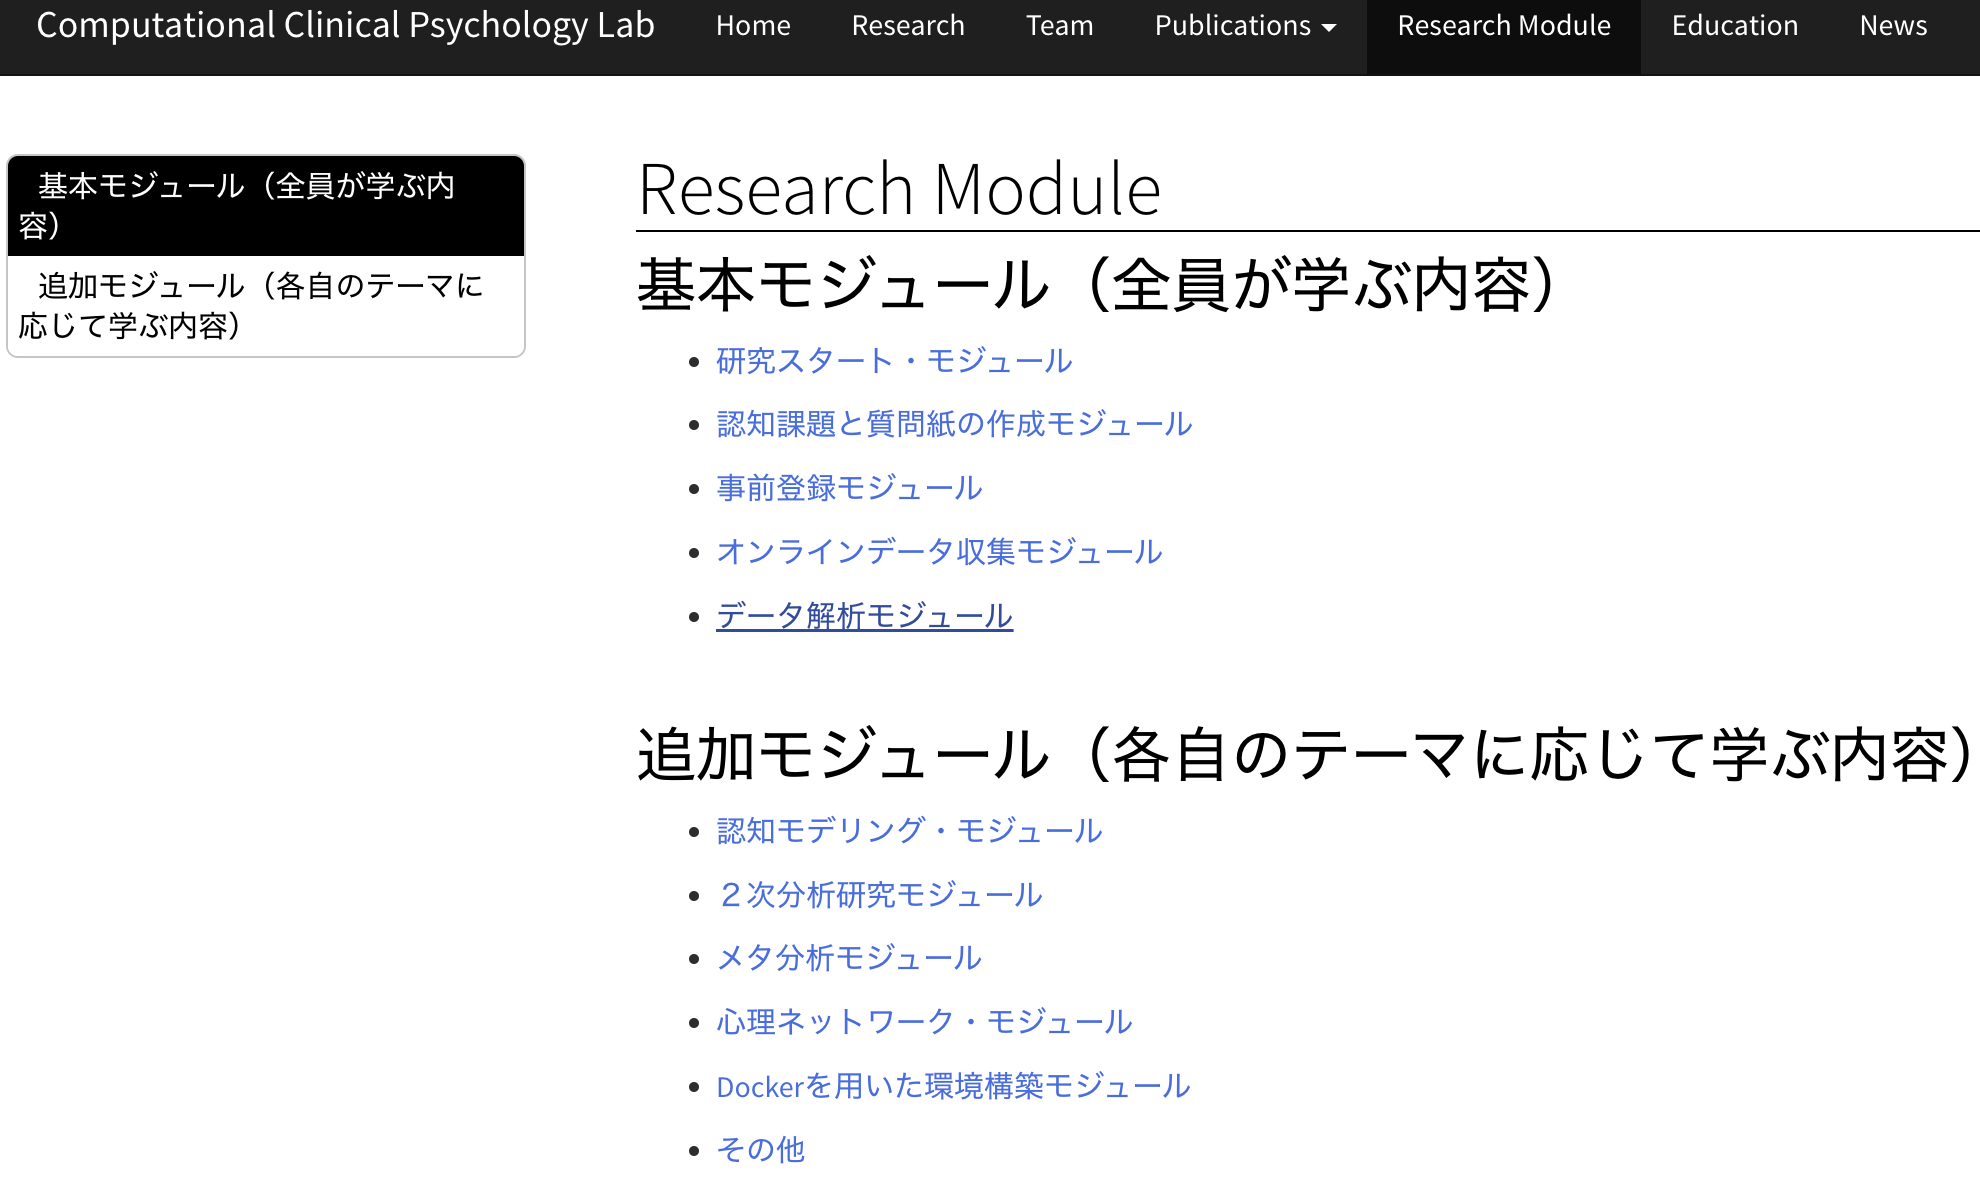 Computational Clinical Psychology Lab Home Research Team Publications Research Module Education News
基本モジュール（全員が学ぶ内
容）
追加モジュール（各自のテーマに
応じて学ぶ内容）
Research Module
基本モジュール（全員が学ぶ内容）
研究スタート・モジュール
認知課題と質問紙の作成モジュール
事前登録モジュール
オンラインデータ収集モジュール
データ解析モジュール
追加モジュール（各自のテーマに応じて学ぶ内容）
認知モデリング・モジュール
２次分析研究モジュール
メタ分析モジュール
心理ネットワーク・モジュール
Dockerを用いた環境構築モジュール
その他